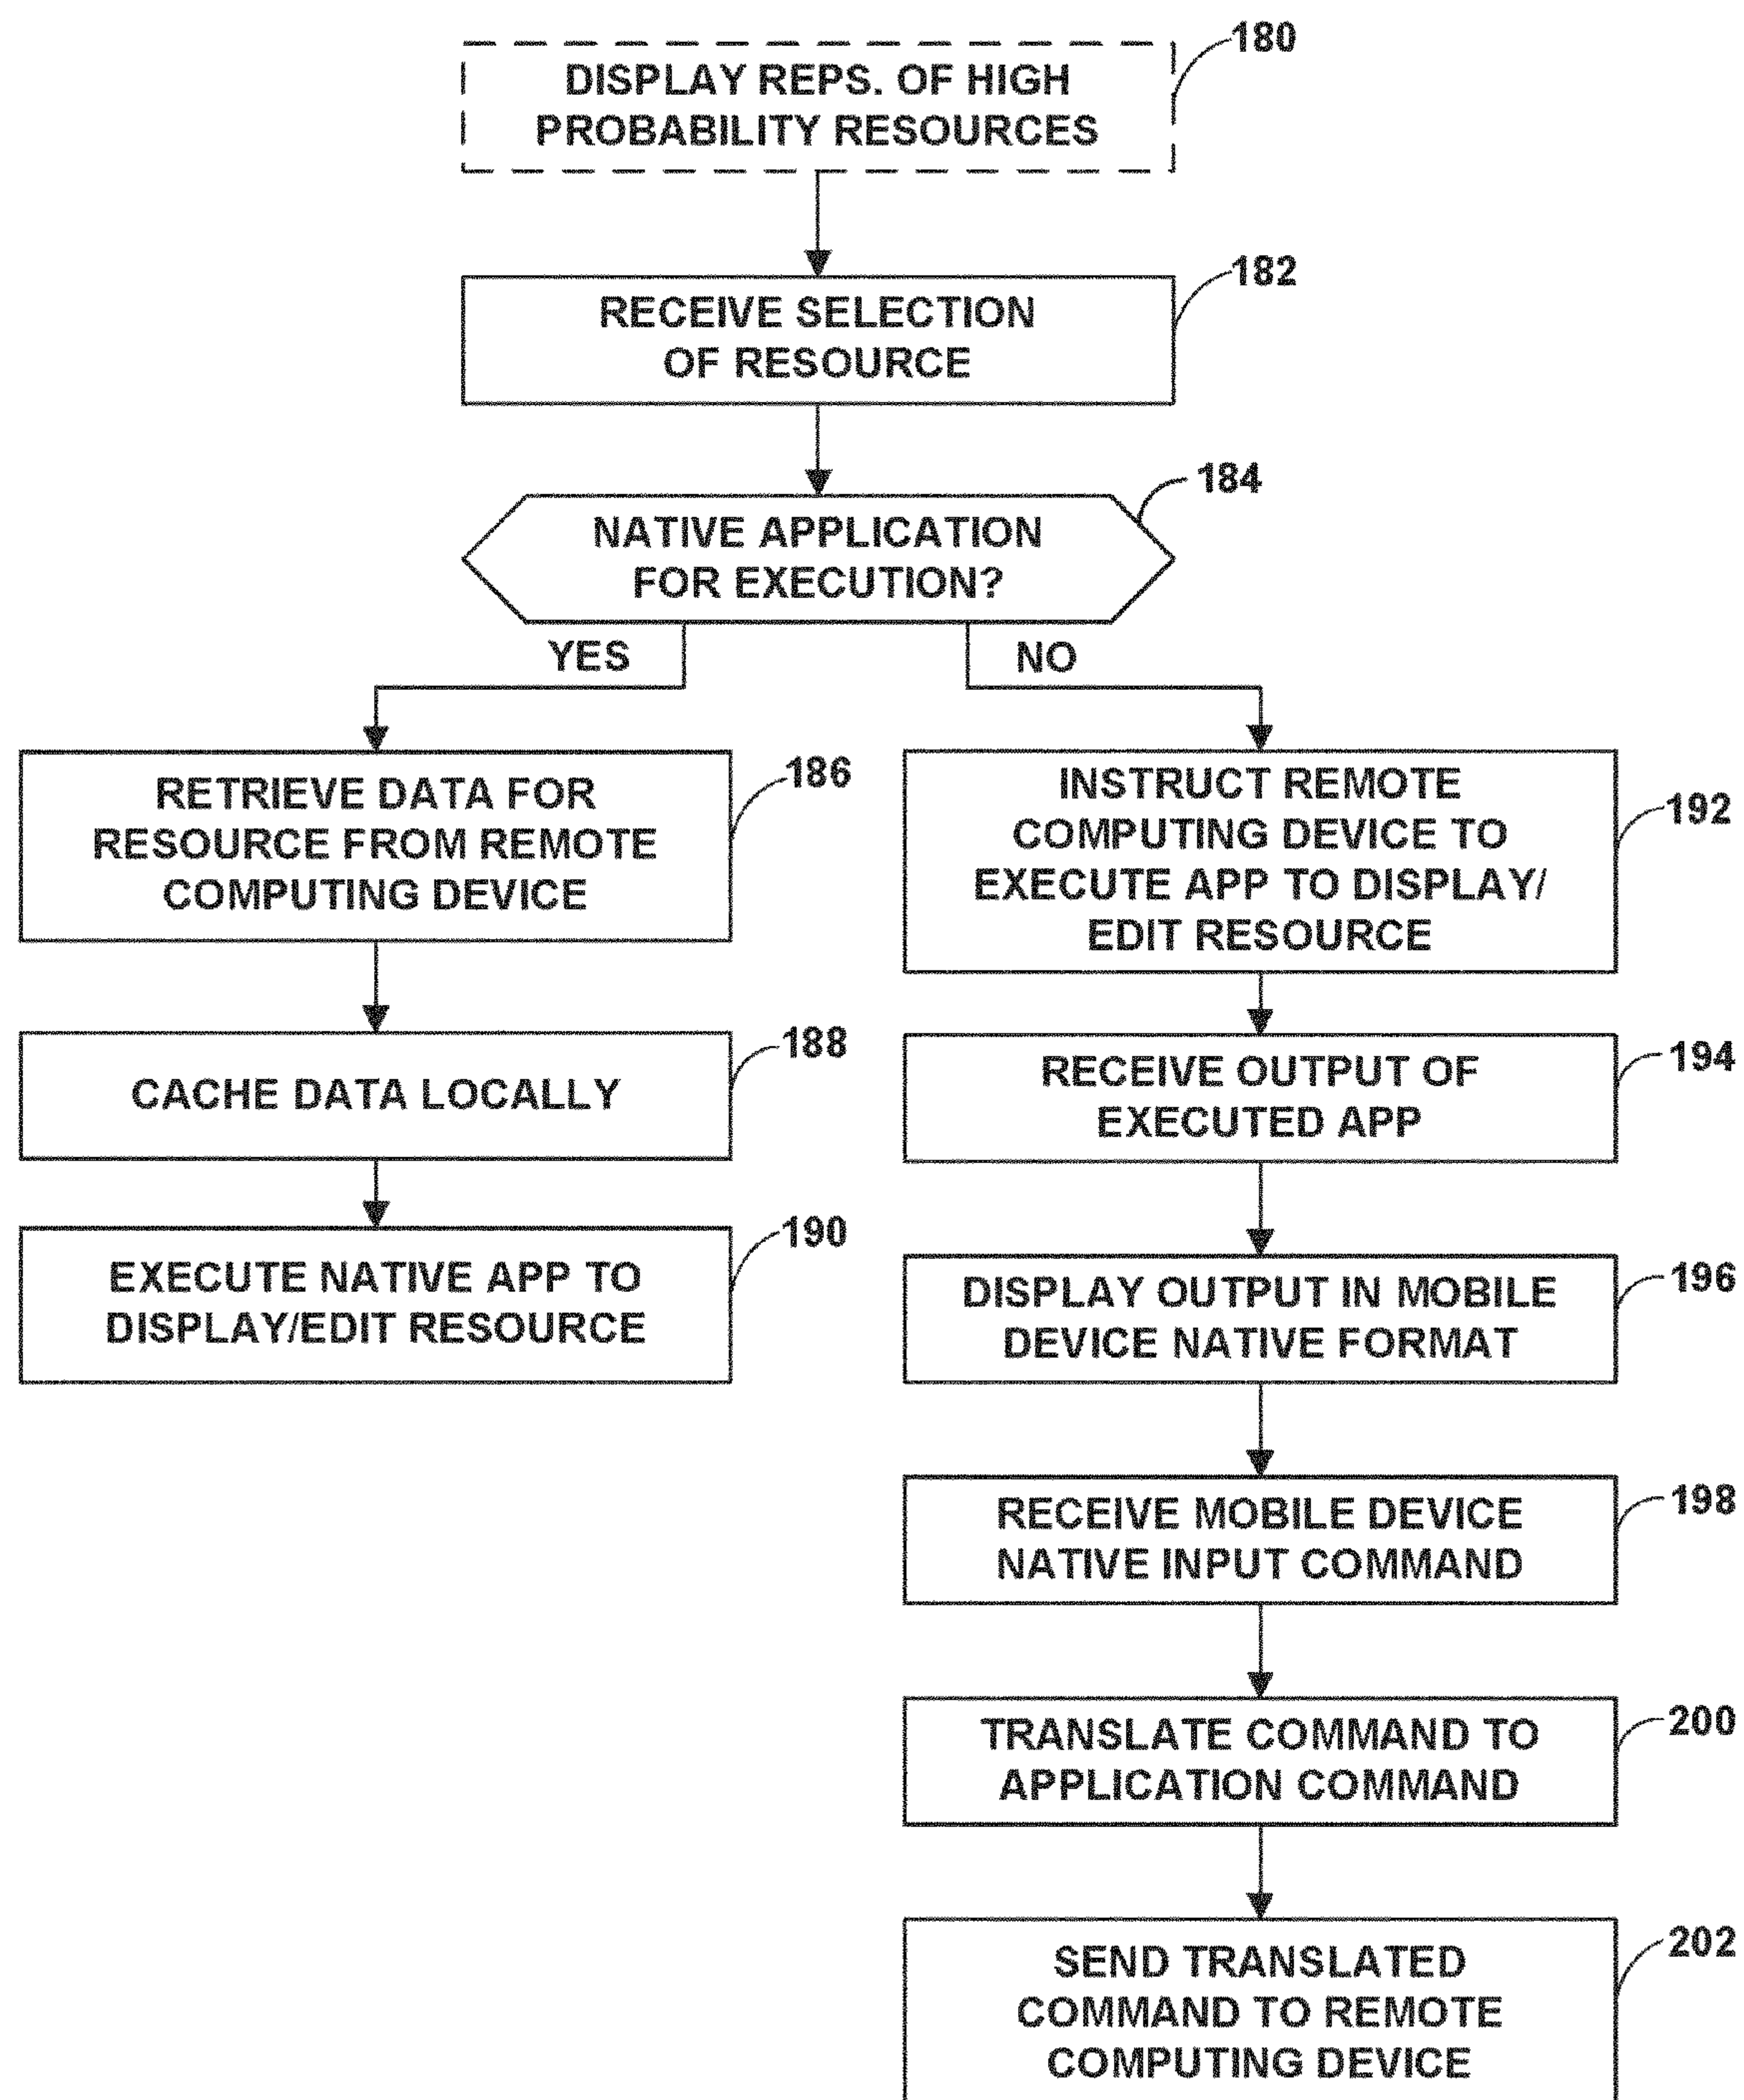 180
DISPLAY REPS. OF HIGH
PROBABILITY RESOURCES
182
RECEIVE SELECTION
OF RESOURCE
184
NATIVE APPLICATION
FOR EXECUTION?
YES
NO
186
RETRIEVE DATA FOR
RESOURCE FROM REMOTE
COMPUTING DEVICE
188
CACHE DATA LOCALLY
190
EXECUTE NATIVE APP TO
DISPLAY/EDIT RESOURCE
192
INSTRUCT REMOTE
COMPUTING DEVICE TO
EXECUTE APP TO DISPLAY/
EDIT RESOURCE
194
RECEIVE OUTPUT OF
EXECUTED APP
196
DISPLAY OUTPUT IN MOBILE
DEVICE NATIVE FORMAT
198
RECEIVE MOBILE DEVICE
NATIVE INPUT COMMAND
200
TRANSLATE COMMAND TO
APPLICATION COMMAND
202
SEND TRANSLATED
COMMAND TO REMOTE
COMPUTING DEVICE